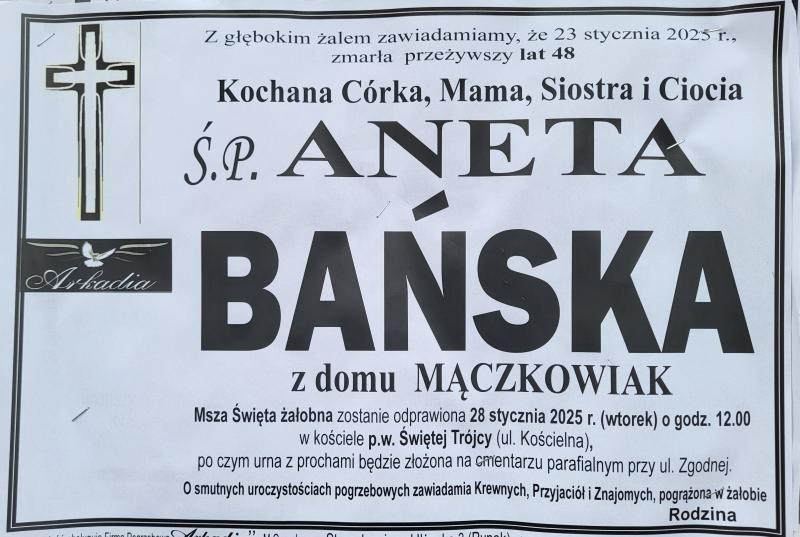 Z głębokim żalem zawiadamiamy, że 23 stycznia 2025 r.,
zmarła przeżywszy lat 48
Kochana Córka, Mama, Siostra i Ciocia
Ś.P. ANETA
BAŃSKA
Arkadia
z domu MĄCZKOWIAK
Msza Święta żałobna zostanie odprawiona 28 stycznia 2025 r. (wtorek) o godz. 12.00
w kościele p.w. Świętej Trójcy (ul. Kościelna),
po czym urna z prochami będzie złożona na cmentarzu parafialnym przy ul. Zgodnej.
O smutnych uroczystościach pogrzebowych zawiadamia Krewnych, Przyjaciół i Znajomych, pogrążona w żałobie
Rodzina